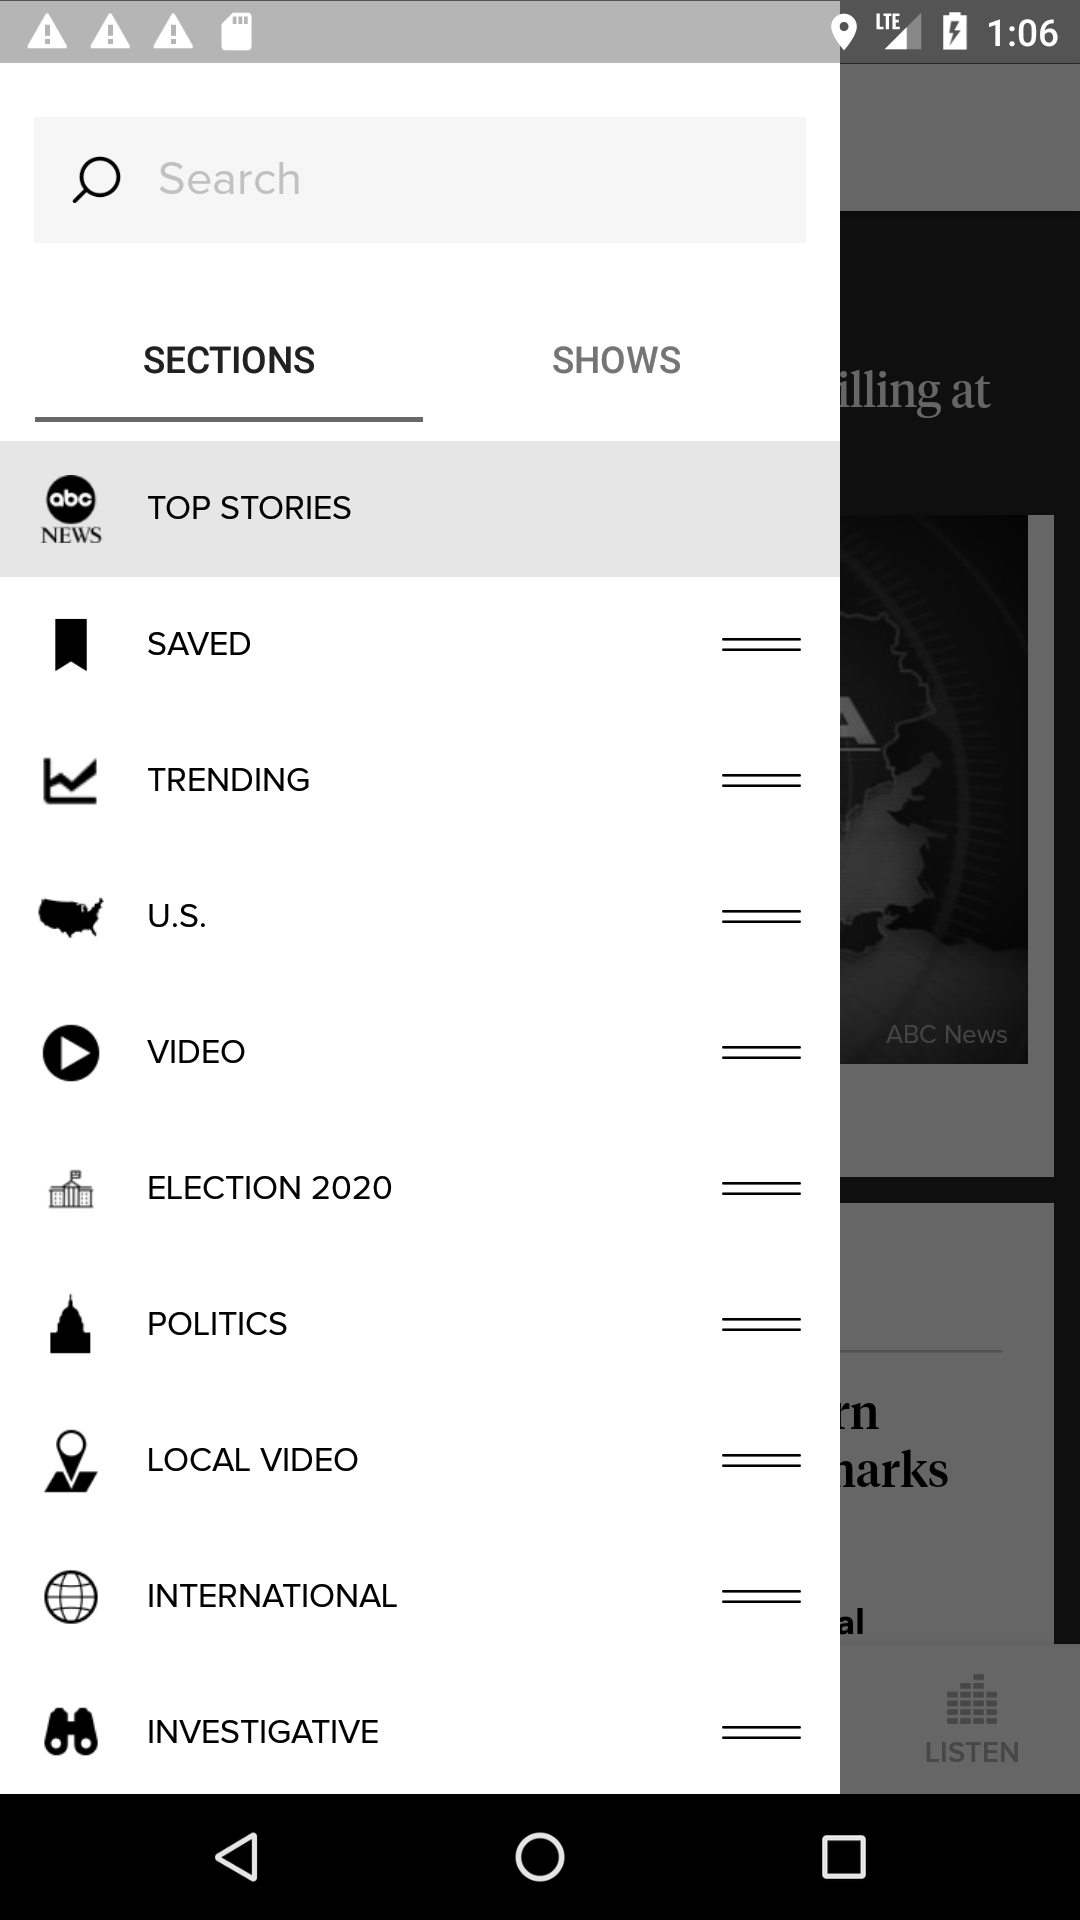 LTE 1:06
Search
SECTIONS SHOWS
illing at
abc
NEWS
TOP STORIES
SAVED
TRENDING
U.S.
A
ABC News
VIDEO
ELECTION 2020
POLITICS
rn
LOCAL VIDEO
narks
INTERNATIONAL
al
INVESTIGATIVE
LISTEN